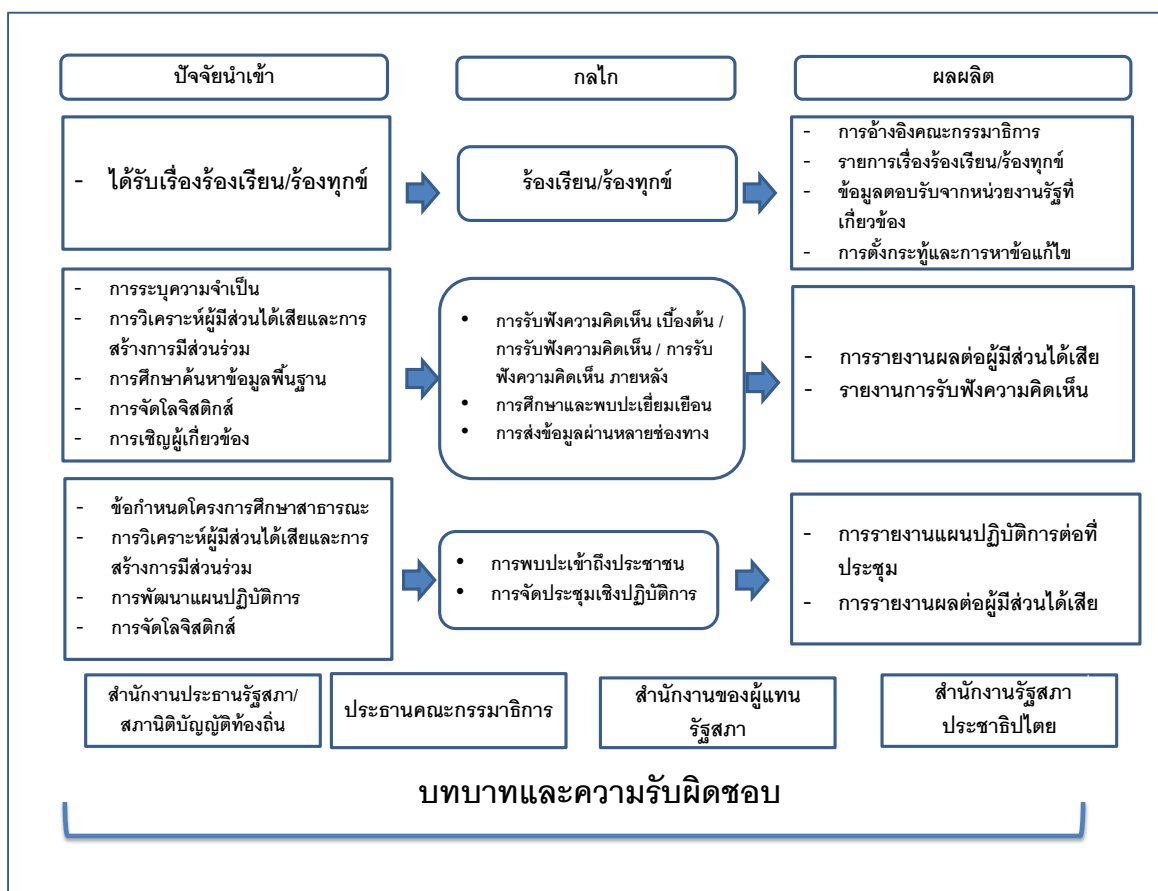 ปัจจัยนำเข้า
กลไก
ผลผลิต
- ได้รับเรื่องร้องเรียน/ร้องทุกข์
ร้องเรียน/ร้องทุกข์
- การอ้างอิงคณะกรรมาธิการ
- รายการเรื่องร้องเรียน/ร้องทุกข์
- ข้อมูลตอบรับจากหน่วยงานรัฐที่
เกี่ยวข้อง
- การตั้งกระทู้และการหาข้อแก้ไข
- การระบุความจำเป็น
- การวิเคราะห์ผู้มีส่วนได้เสียและการ
สร้างการมีส่วนร่วม
- การศึกษาค้นหาข้อมูลพื้นฐาน
- การจัดโลจิสติกส์
- การเชิญผู้เกี่ยวข้อง
• การรับฟังความคิดเห็น เบื้องต้น /
การรับฟังความคิดเห็น / การรับ
ฟังความคิดเห็น ภายหลัง
• การศึกษาและพบปะเยี่ยมเยือน
• การส่งข้อมูลผ่านหลายช่องทาง
- การรายงานผลต่อผู้มีส่วนได้เสีย
- รายงานการรับฟังความคิดเห็น
- ข้อกำหนดโครงการศึกษาสาธารณะ
- การวิเคราะห์ผู้มีส่วนได้เสียและการ
สร้างการมีส่วนร่วม
- การพัฒนาแผนปฏิบัติการ
- การจัดโลจิสติกส์
• การพบปะเข้าถึงประชาชน
• การจัดประชุมเชิงปฏิบัติการ
- การรายงานแผนปฏิบัติการต่อที่
ประชุม
- การรายงานผลต่อผู้มีส่วนได้เสีย
สำนักงานประธานรัฐสภา/
สภานิติบัญญัติท้องถิ่น
ประธานคณะกรรมาธิการ
สำนักงานของผู้แทน
รัฐสภา
สำนักงานรัฐสภา
ประชาธิปไตย
บทบาทและความรับผิดชอบ